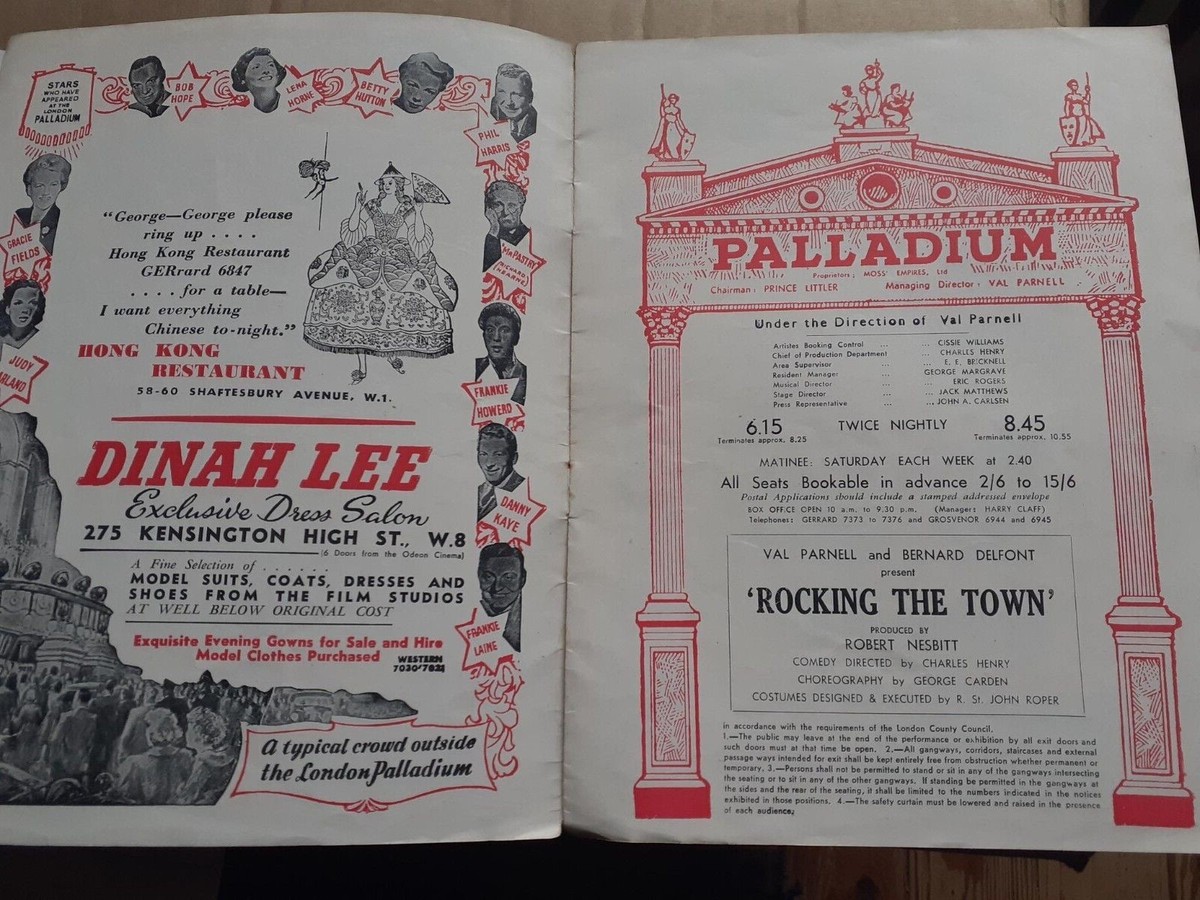 STARS
WHO HAVE
APPEARED
AT THE
LONDON
PALLADIUM
BOB
HOPE
LENA
HORNE
BETTY
HUTTON
PHIL
HARRIS
GRACIE
FIELDS
JUDY
ARLAND
MR PASTRY
RICHARD
HEARNE
FRANKIE
HOWERD
DANNY
KAYE
FRANKIE
LAINE
"George—George please
ring up . . . .
Hong Kong Restaurant
GERrard 6847
. . . . for a table—
I want everything
Chinese to-night."
HONG KONG
RESTAURANT
58-60 SHAFTESBURY AVENUE, W.1.
DINAH LEE
Exclusive Dress Salon
275 KENSINGTON HIGH ST., W.8
(6 Doors from the Odeon Cinema)
A Fine Selection of . . . . . .
MODEL SUITS, COATS, DRESSES AND
SHOES FROM THE FILM STUDIOS
AT WELL BELOW ORIGINAL COST
Exquisite Evening Gowns for Sale and Hire
Model Clothes Purchased WESTERN
7030/7821
A typical crowd outside
the London Palladium
PALLADIUM
Proprietors: MOSS' EMPIRES, Ltd
Chairman: PRINCE LITTLER Managing Director: VAL PARNELL
Under the Direction of Val Parnell
Artistes Booking Control ... ... CISSIE WILLIAMS
Chief of Production Department ... CHARLES HENRY
Area Supervisor ... ... E. E. BRICKNELL
Resident Manager ... GEORGE MARGRAVE
Musical Director ... ... ERIC ROGERS
Stage Director ... ... JACK MATTHEWS
Press Representative ... ... JOHN A. CARLSEN
6.15 TWICE NIGHTLY 8.45
Terminates approx. 8.25 Terminates approx. 10.55
MATINEE: SATURDAY EACH WEEK at 2.40
All Seats Bookable in advance 2/6 to 15/6
Postal Applications should include a stamped addressed envelope
BOX OFFICE OPEN 10 a.m. to 9.30 p.m. (Manager: HARRY CLAFF)
Telephones: GERRARD 7373 to 7376 and GROSVENOR 6944 and 6945
VAL PARNELL and BERNARD DELFONT
present
'ROCKING THE TOWN'
PRODUCED BY
ROBERT NESBITT
COMEDY DIRECTED by CHARLES HENRY
CHOREOGRAPHY by GEORGE CARDEN
COSTUMES DESIGNED & EXECUTED by R. St. JOHN ROPER
in accordance with the requirements of the London County Council.
1.—The public may leave at the end of the performance or exhibition by all exit doors and
such doors must at that time be open. 2.—All gangways, corridors, staircases and external
passage ways intended for exit shall be kept entirely free from obstruction whether permanent or
temporary. 3.—Persons shall not be permitted to stand or sit in any of the gangways intersecting
the seating or to sit in any of the other gangways. If standing be permitted in the gangways at
the sides and the rear of the seating, it shall be limited to the numbers indicated in the notices
exhibited in those positions. 4.—The safety curtain must be lowered and raised in the presence
of each audience;